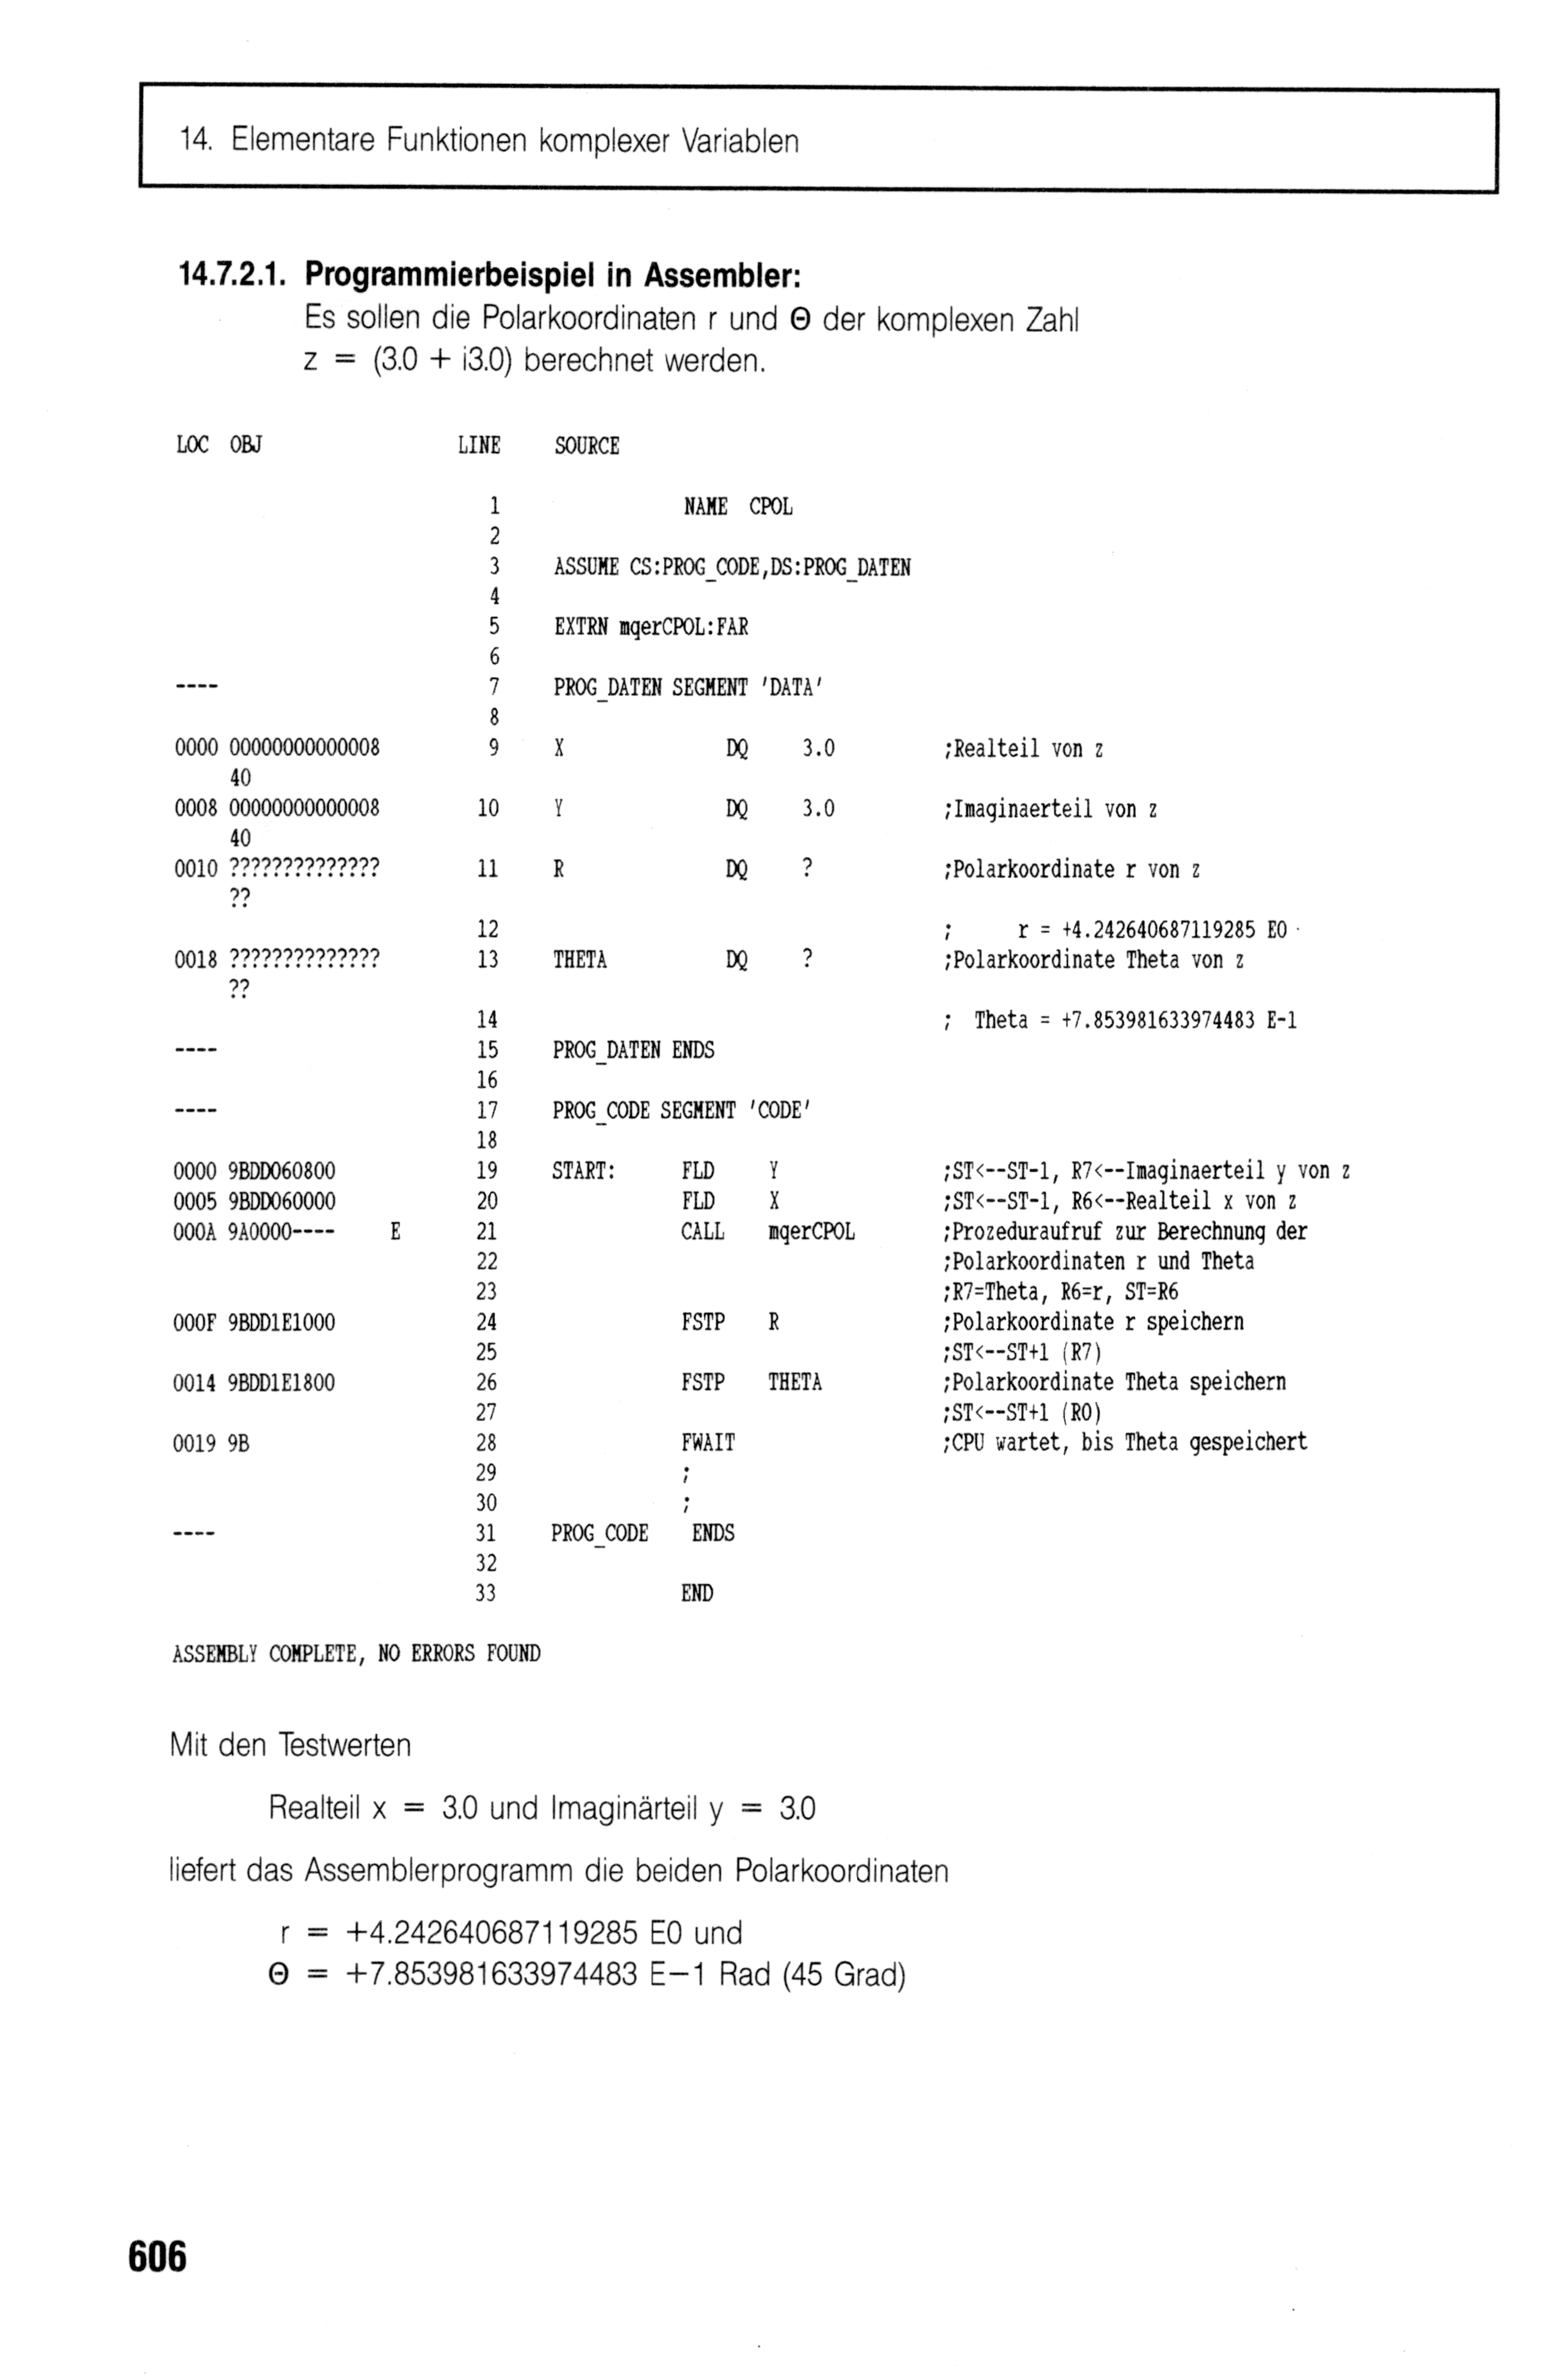 14. Elementare Funktionen komplexer Variablen
14.7.2.1. Programmierbeispiel in Assembler:
Es sollen die Polarkoordinaten r und Θ der komplexen Zahl
z = (3.0 + i3.0) berechnet werden.
LOC OBJ LINE SOURCE
1 NAME CPOL
2
3 ASSUME CS:PROG_CODE,DS:PROG_DATEN
4
5 EXTRN mqerCPOL:FAR
6
---- 7 PROG_DATEN SEGMENT 'DATA'
8
0000 00000000000008 9 X DQ 3.0 ;Realteil von z
40
0008 00000000000008 10 Y DQ 3.0 ;Imaginaerteil von z
40
0010 ?????????????? 11 R DQ ? ;Polarkoordinate r von z
??
12 ; r = +4.242640687119285 E0
0018 ?????????????? 13 THETA DQ ? ;Polarkoordinate Theta von z
??
14 ; Theta = +7.853981633974483 E-1
---- 15 PROG_DATEN ENDS
16
---- 17 PROG_CODE SEGMENT 'CODE'
18
0000 9BDD060800 19 START: FLD Y ;ST<--ST-1, R7<--Imaginaerteil y von z
0005 9BDD060000 20 FLD X ;ST<--ST-1, R6<--Realteil x von z
000A 9A0000---- E 21 CALL mqerCPOL ;Prozeduraufruf zur Berechnung der
22 ;Polarkoordinaten r und Theta
23 ;R7=Theta, R6=r, ST=R6
000F 9BDD1E1000 24 FSTP R ;Polarkoordinate r speichern
25 ;ST<--ST+1 (R7)
0014 9BDD1E1800 26 FSTP THETA ;Polarkoordinate Theta speichern
27 ;ST<--ST+1 (R0)
0019 9B 28 FWAIT ;CPU wartet, bis Theta gespeichert
29 ;
30 ;
---- 31 PROG_CODE ENDS
32
33 END
ASSEMBLY COMPLETE, NO ERRORS FOUND
Mit den Testwerten
Realteil x = 3.0 und Imaginärteil y = 3.0
liefert das Assemblerprogramm die beiden Polarkoordinaten
r = +4.242640687119285 E0 und
Θ = +7.853981633974483 E−1 Rad (45 Grad)
606